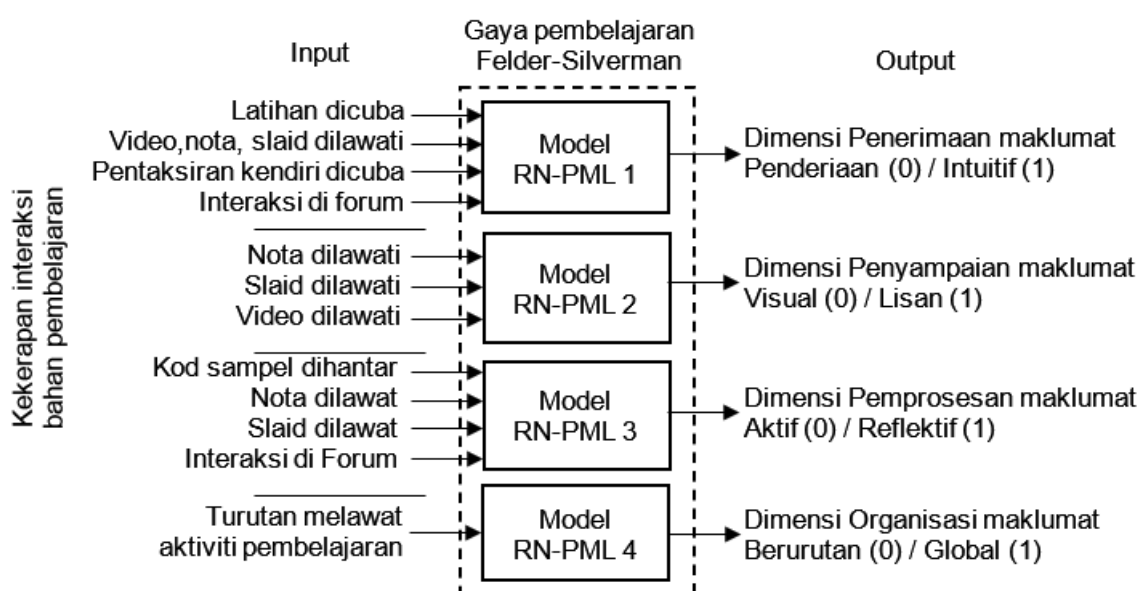 Input
Gaya pembelajaran
Felder-Silverman
Output
Kekerapan interaksi
bahan pembelajaran
Latihan dicuba
Video,nota, slaid dilawati
Pentaksiran kendiri dicuba
Interaksi di forum
Model
RN-PML 1
Dimensi Penerimaan maklumat
Penderiaan (0) / Intuitif (1)
Nota dilawati
Slaid dilawati
Video dilawati
Model
RN-PML 2
Dimensi Penyampaian maklumat
Visual (0) / Lisan (1)
Kod sampel dihantar
Nota dilawat
Slaid dilawat
Interaksi di Forum
Model
RN-PML 3
Dimensi Pemprosesan maklumat
Aktif (0) / Reflektif (1)
Turutan melawat
aktiviti pembelajaran
Model
RN-PML 4
Dimensi Organisasi maklumat
Berurutan (0) / Global (1)